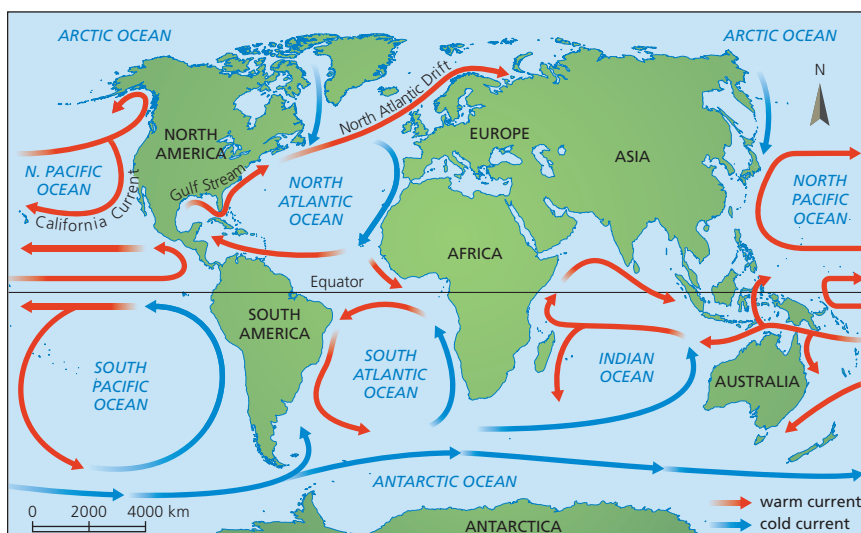 ARCTIC OCEAN
ARCTIC OCEAN
N
NORTH
AMERICA
North Atlantic Drift
EUROPE
ASIA
N. PACIFIC
OCEAN
California Current
Gulf Stream
NORTH
ATLANTIC
OCEAN
NORTH
PACIFIC
OCEAN
AFRICA
Equator
SOUTH
AMERICA
SOUTH
PACIFIC
OCEAN
SOUTH
ATLANTIC
OCEAN
INDIAN
OCEAN
AUSTRALIA
ANTARCTIC OCEAN
0 2000 4000 km
ANTARCTICA
warm current
cold current